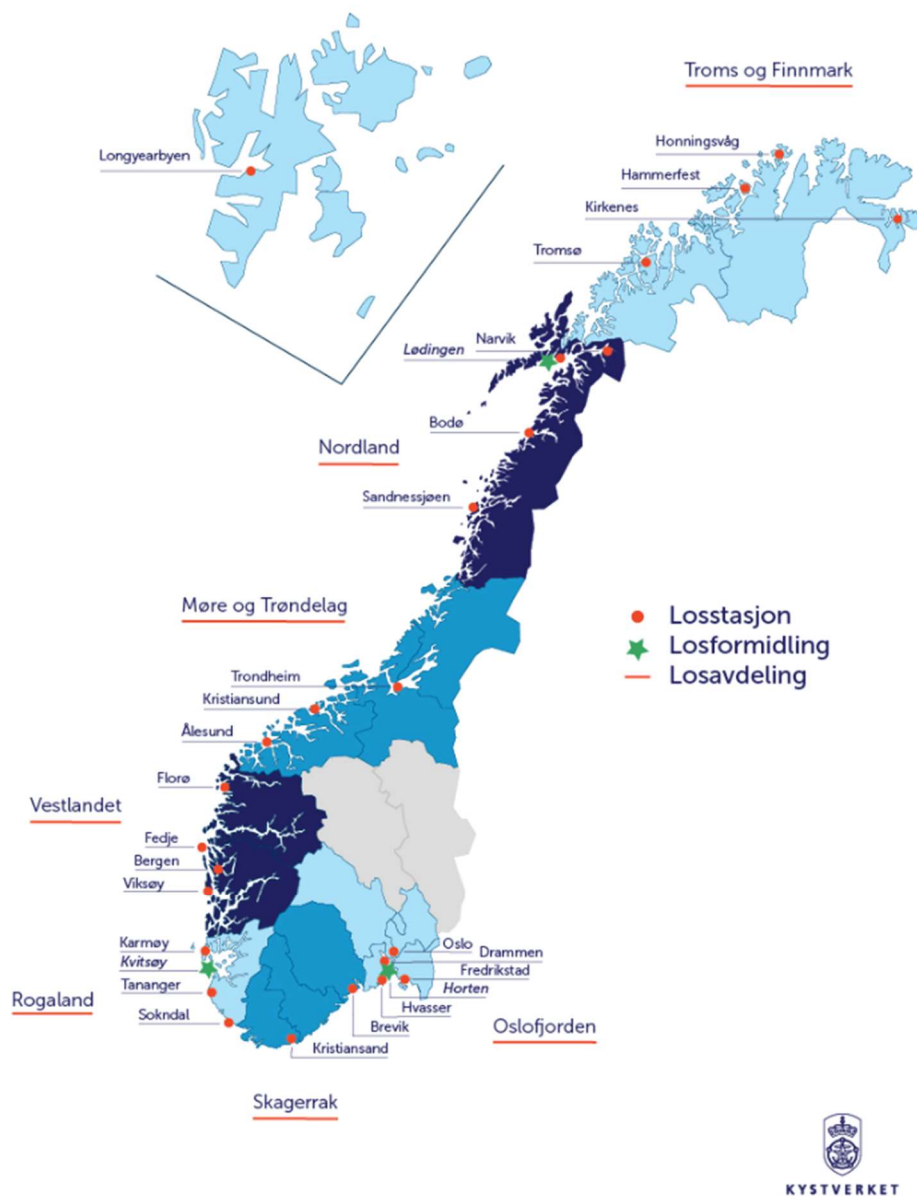 Troms og Finnmark
Honningsvåg
Longyearbyen
Hammerfest
Kirkenes
Tromsø
Narvik
Lødingen
Bodø
Nordland
Sandnessjøen
Møre og Trøndelag
Losstasjon
Losformidling
Losavdeling
Trondheim
Kristiansund
Ålesund
Florø
Vestlandet
Fedje
Bergen
Viksøy
Karmøy
Kvitsøy
Tananger
Rogaland
Sokndal
Oslo
Drammen
Fredrikstad
Horten
Hvasser
Brevik
Oslofjorden
Kristiansand
Skagerrak
KYSTVERKET